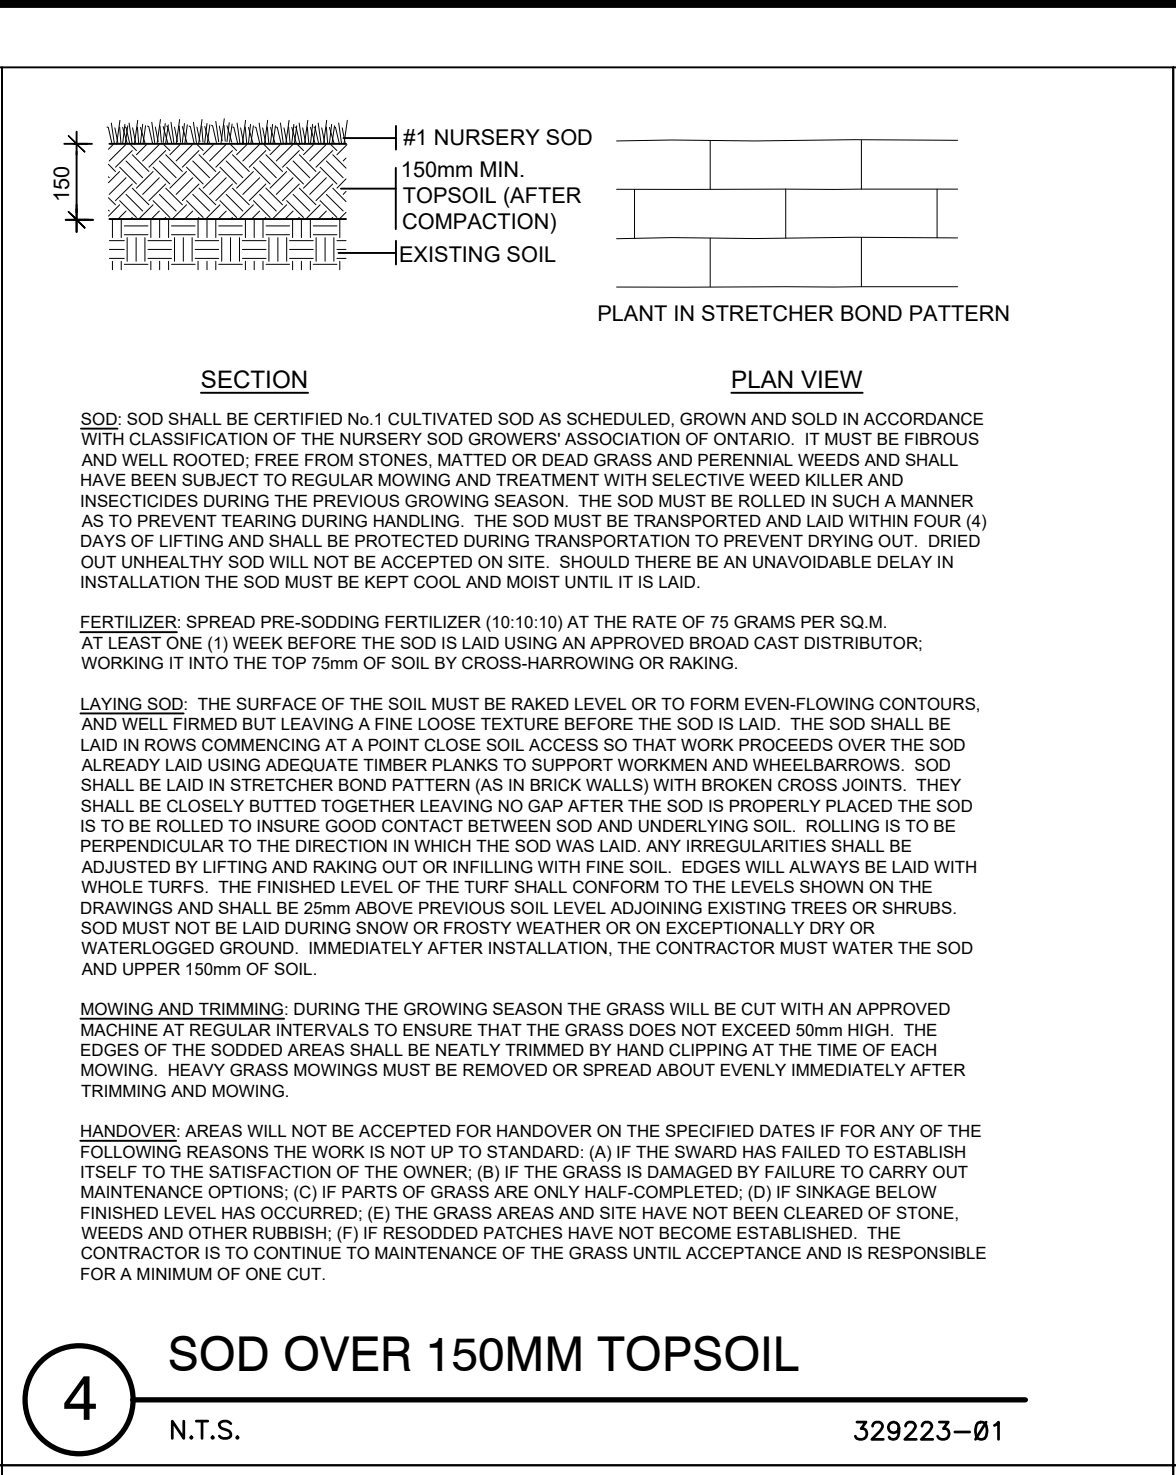 150
#1 NURSERY SOD
150mm MIN.
TOPSOIL (AFTER
COMPACTION)
EXISTING SOIL
PLANT IN STRETCHER BOND PATTERN
SECTION
PLAN VIEW
SOD: SOD SHALL BE CERTIFIED No.1 CULTIVATED SOD AS SCHEDULED, GROWN AND SOLD IN ACCORDANCE
WITH CLASSIFICATION OF THE NURSERY SOD GROWERS' ASSOCIATION OF ONTARIO. IT MUST BE FIBROUS
AND WELL ROOTED; FREE FROM STONES, MATTED OR DEAD GRASS AND PERENNIAL WEEDS AND SHALL
HAVE BEEN SUBJECT TO REGULAR MOWING AND TREATMENT WITH SELECTIVE WEED KILLER AND
INSECTICIDES DURING THE PREVIOUS GROWING SEASON. THE SOD MUST BE ROLLED IN SUCH A MANNER
AS TO PREVENT TEARING DURING HANDLING. THE SOD MUST BE TRANSPORTED AND LAID WITHIN FOUR (4)
DAYS OF LIFTING AND SHALL BE PROTECTED DURING TRANSPORTATION TO PREVENT DRYING OUT. DRIED
OUT UNHEALTHY SOD WILL NOT BE ACCEPTED ON SITE. SHOULD THERE BE AN UNAVOIDABLE DELAY IN
INSTALLATION THE SOD MUST BE KEPT COOL AND MOIST UNTIL IT IS LAID.
FERTILIZER: SPREAD PRE-SODDING FERTILIZER (10:10:10) AT THE RATE OF 75 GRAMS PER SQ.M.
AT LEAST ONE (1) WEEK BEFORE THE SOD IS LAID USING AN APPROVED BROAD CAST DISTRIBUTOR;
WORKING IT INTO THE TOP 75mm OF SOIL BY CROSS-HARROWING OR RAKING.
LAYING SOD: THE SURFACE OF THE SOIL MUST BE RAKED LEVEL OR TO FORM EVEN-FLOWING CONTOURS,
AND WELL FIRMED BUT LEAVING A FINE LOOSE TEXTURE BEFORE THE SOD IS LAID. THE SOD SHALL BE
LAID IN ROWS COMMENCING AT A POINT CLOSE SOIL ACCESS SO THAT WORK PROCEEDS OVER THE SOD
ALREADY LAID USING ADEQUATE TIMBER PLANKS TO SUPPORT WORKMEN AND WHEELBARROWS. SOD
SHALL BE LAID IN STRETCHER BOND PATTERN (AS IN BRICK WALLS) WITH BROKEN CROSS JOINTS. THEY
SHALL BE CLOSELY BUTTED TOGETHER LEAVING NO GAP AFTER THE SOD IS PROPERLY PLACED THE SOD
IS TO BE ROLLED TO INSURE GOOD CONTACT BETWEEN SOD AND UNDERLYING SOIL. ROLLING IS TO BE
PERPENDICULAR TO THE DIRECTION IN WHICH THE SOD WAS LAID. ANY IRREGULARITIES SHALL BE
ADJUSTED BY LIFTING AND RAKING OUT OR INFILLING WITH FINE SOIL. EDGES WILL ALWAYS BE LAID WITH
WHOLE TURFS. THE FINISHED LEVEL OF THE TURF SHALL CONFORM TO THE LEVELS SHOWN ON THE
DRAWINGS AND SHALL BE 25mm ABOVE PREVIOUS SOIL LEVEL ADJOINING EXISTING TREES OR SHRUBS.
SOD MUST NOT BE LAID DURING SNOW OR FROSTY WEATHER OR ON EXCEPTIONALLY DRY OR
WATERLOGGED GROUND. IMMEDIATELY AFTER INSTALLATION, THE CONTRACTOR MUST WATER THE SOD
AND UPPER 150mm OF SOIL.
MOWING AND TRIMMING: DURING THE GROWING SEASON THE GRASS WILL BE CUT WITH AN APPROVED
MACHINE AT REGULAR INTERVALS TO ENSURE THAT THE GRASS DOES NOT EXCEED 50mm HIGH. THE
EDGES OF THE SODDED AREAS SHALL BE NEATLY TRIMMED BY HAND CLIPPING AT THE TIME OF EACH
MOWING. HEAVY GRASS MOWINGS MUST BE REMOVED OR SPREAD ABOUT EVENLY IMMEDIATELY AFTER
TRIMMING AND MOWING.
HANDOVER: AREAS WILL NOT BE ACCEPTED FOR HANDOVER ON THE SPECIFIED DATES IF FOR ANY OF THE
FOLLOWING REASONS THE WORK IS NOT UP TO STANDARD: (A) IF THE SWARD HAS FAILED TO ESTABLISH
ITSELF TO THE SATISFACTION OF THE OWNER; (B) IF THE GRASS IS DAMAGED BY FAILURE TO CARRY OUT
MAINTENANCE OPTIONS; (C) IF PARTS OF GRASS ARE ONLY HALF-COMPLETED; (D) IF SINKAGE BELOW
FINISHED LEVEL HAS OCCURRED; (E) THE GRASS AREAS AND SITE HAVE NOT BEEN CLEARED OF STONE,
WEEDS AND OTHER RUBBISH; (F) IF RESODDED PATCHES HAVE NOT BECOME ESTABLISHED. THE
CONTRACTOR IS TO CONTINUE TO MAINTENANCE OF THE GRASS UNTIL ACCEPTANCE AND IS RESPONSIBLE
FOR A MINIMUM OF ONE CUT.
4
SOD OVER 150MM TOPSOIL
N.T.S.
329223-01